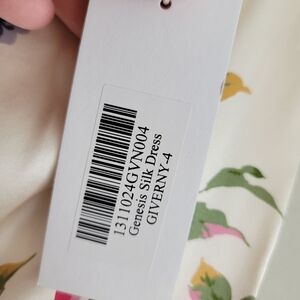 1311024GVN004
Genesis Silk Dress
GIVERNY-4